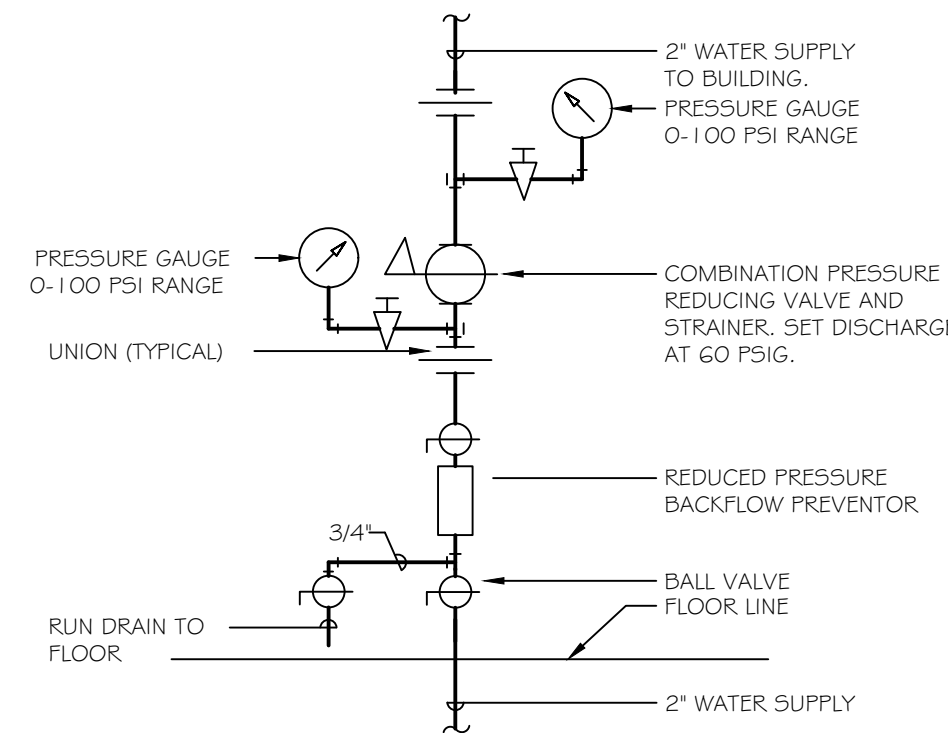 2" WATER SUPPLY
TO BUILDING.
PRESSURE GAUGE
0-100 PSI RANGE
PRESSURE GAUGE
0-100 PSI RANGE
COMBINATION PRESSURE
REDUCING VALVE AND
STRAINER. SET DISCHARG
AT 60 PSIG.
UNION (TYPICAL)
REDUCED PRESSURE
BACKFLOW PREVENTOR
3/4"
BALL VALVE
FLOOR LINE
RUN DRAIN TO
FLOOR
2" WATER SUPPLY